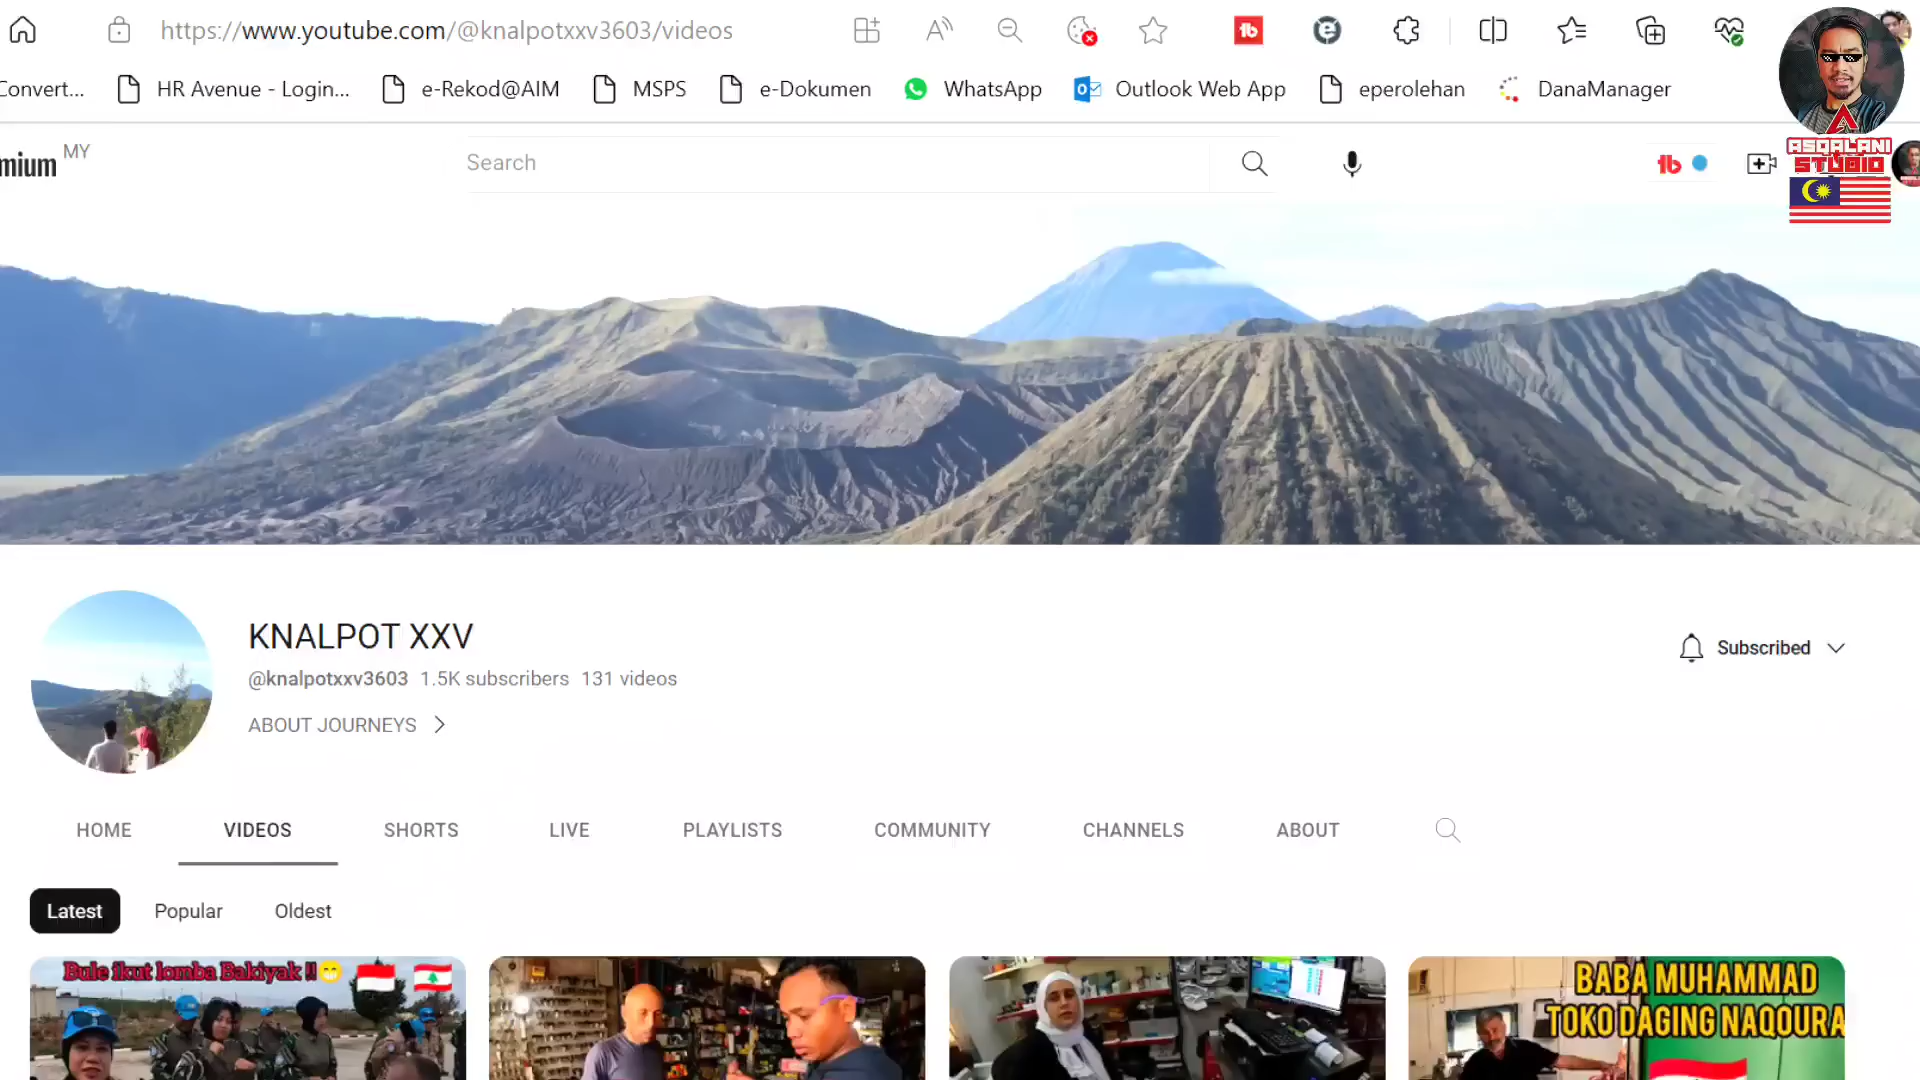 https://www.youtube.com/@knalpotxxv3603/videos
Convert...
HR Avenue - Login...
e-Rekod@AIM
MSPS
e-Dokumen
WhatsApp
Outlook Web App
eperolehan
DanaManager
mium MY
Search
ASQALANI
STUDIO
KNALPOT XXV
@knalpotxxv3603 1.5K subscribers 131 videos
ABOUT JOURNEYS
Subscribed
HOME
VIDEOS
SHORTS
LIVE
PLAYLISTS
COMMUNITY
CHANNELS
ABOUT
Latest
Popular
Oldest
Bule ikut lomba Bakiyak !!
BABA MUHAMMAD
TOKO DAGING NAQOURA